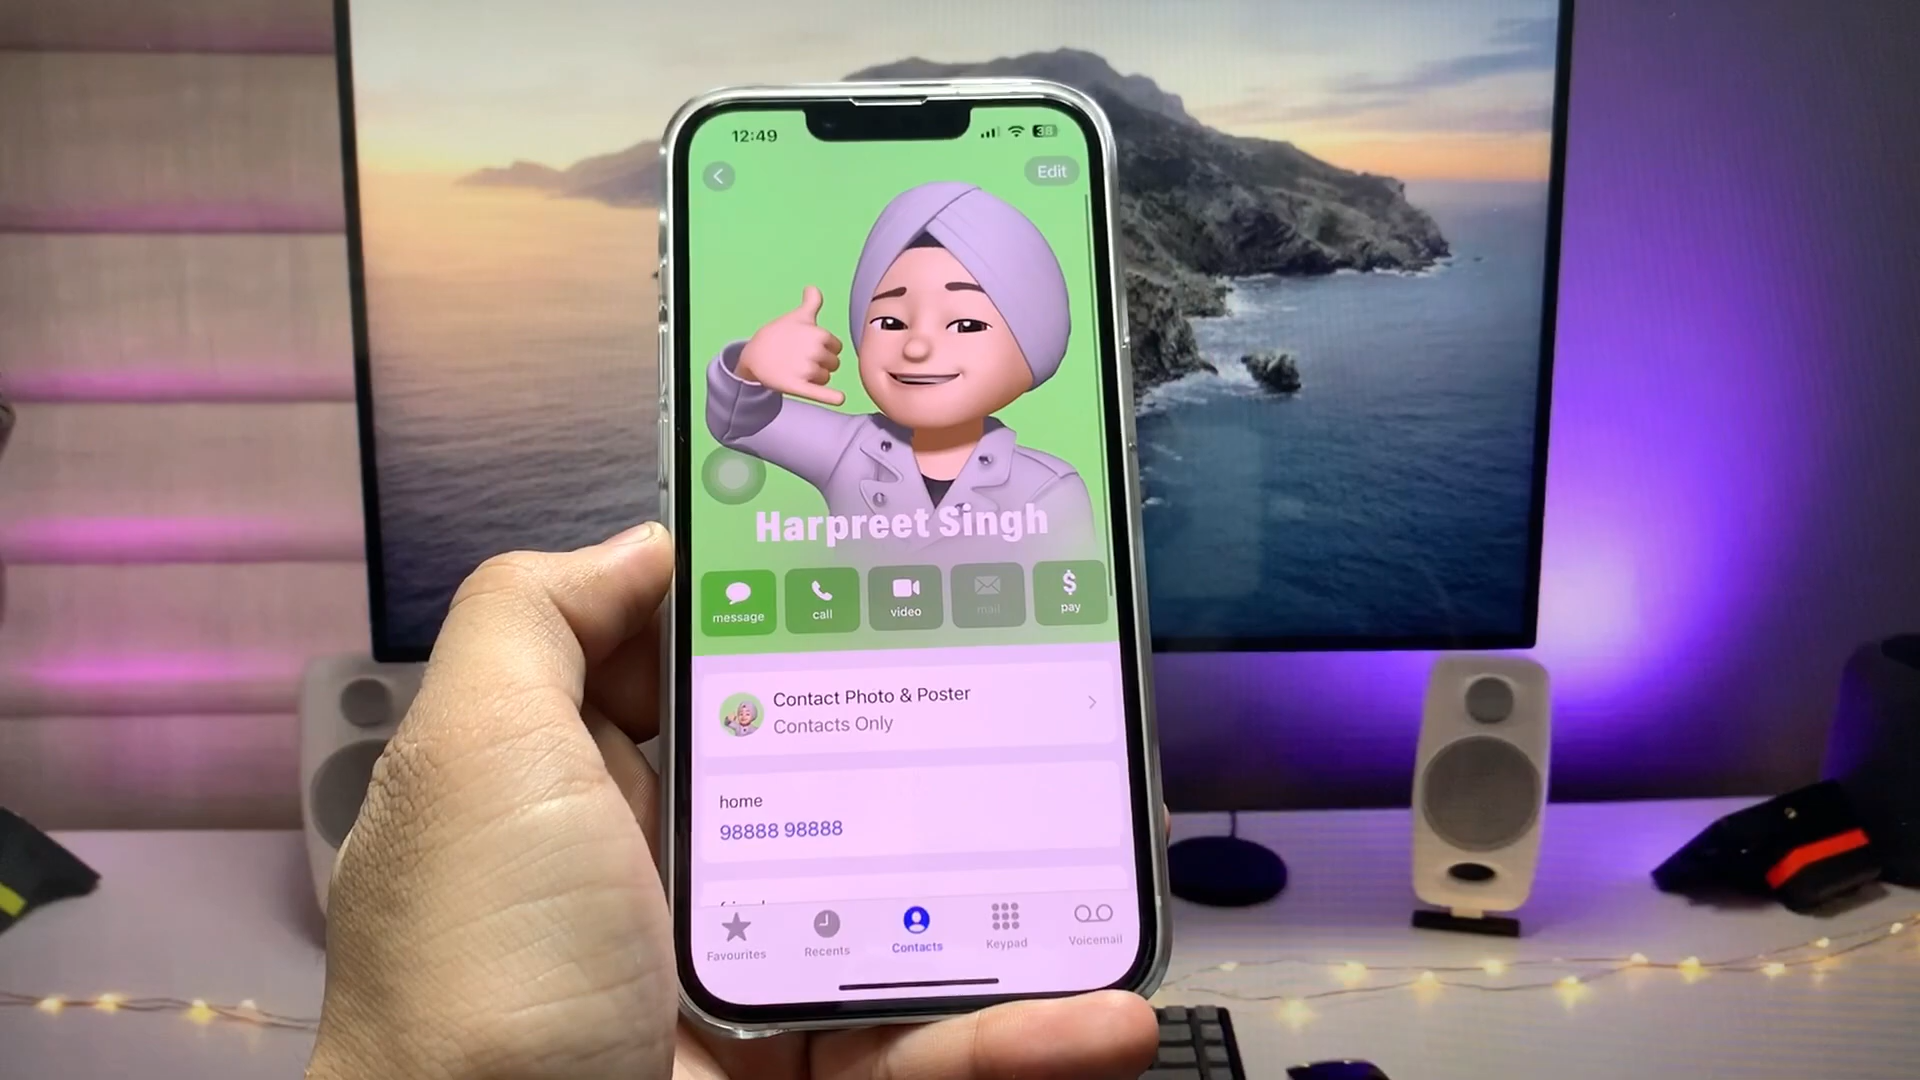 12:49
38
Edit
Harpreet Singh
message
call
video
mail
$
pay
Contact Photo & Poster
Contacts Only
home
98888 98888
Favourites
Recents
Contacts
Keypad
Voicemail